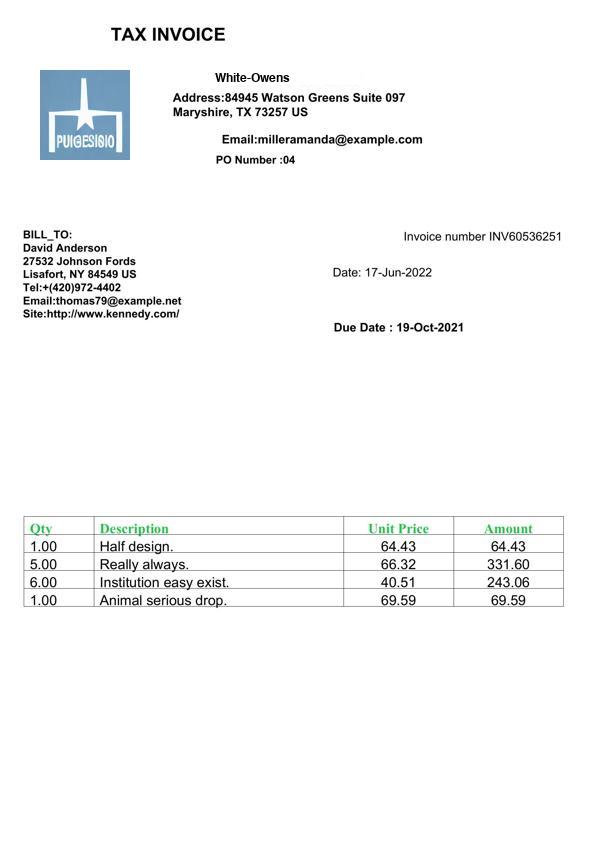 TAX INVOICE
PUIGESIBIO
White-Owens
Address:84945 Watson Greens Suite 097
Maryshire, TX 73257 US
Email:milleramanda@example.com
PO Number :04
BILL_TO:
David Anderson
27532 Johnson Fords
Lisafort, NY 84549 US
Tel:+(420)972-4402
Email:thomas79@example.net
Site:http://www.kennedy.com/
Invoice number INV60536251
Date: 17-Jun-2022
Due Date : 19-Oct-2021
Qty Description Unit Price Amount
1.00 Half design. 64.43 64.43
5.00 Really always. 66.32 331.60
6.00 Institution easy exist. 40.51 243.06
1.00 Animal serious drop. 69.59 69.59